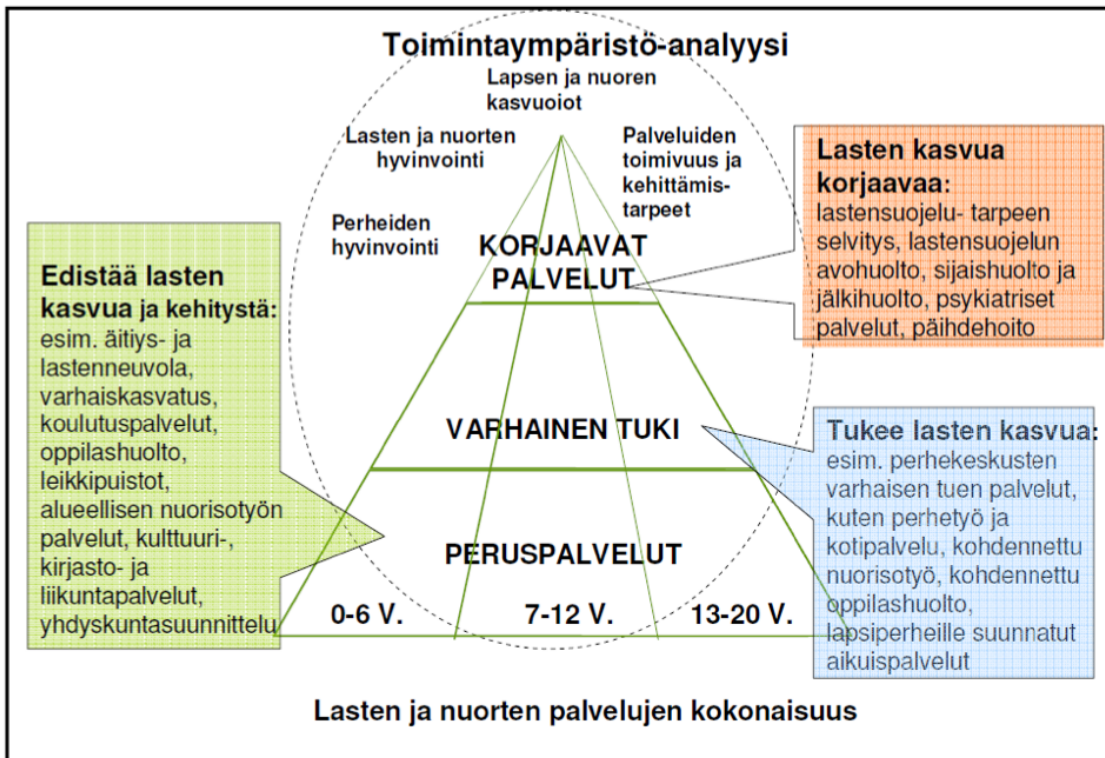 Toimintaympäristö-analyysi
Lapsen ja nuoren
kasvuoiot
Lasten ja nuorten
hyvinvointi
Palveluiden
toimivuus ja
kehittämis-
tarpeet
Perheiden
hyvinvointi
KORJAAVAT
PALVELUT
Lasten kasvua
korjaavaa:
lastensuojelu- tarpeen
selvitys, lastensuojelun
avohuolto, sijaishuolto ja
jälkihuolto, psykiatriset
palvelut, päihdehoito
Edistää lasten
kasvua ja kehitystä:
esim. äitiys- ja
lastenneuvola,
varhaiskasvatus,
koulutuspalvelut,
oppilashuolto,
leikkipuistot,
alueellisen nuorisotyön
palvelut, kulttuuri-,
kirjasto- ja
liikuntapalvelut,
yhdyskuntasuunnittelu
VARHAINEN TUKI
Tukee lasten kasvua:
esim. perhekeskusten
varhaisen tuen palvelut,
kuten perhetyö ja
kotipalvelu, kohdennettu
nuorisotyö, kohdennettu
oppilashuolto,
lapsiperheille suunnatut
aikuispalvelut
PERUSPALVELUT
0-6 V. 7-12 V. 13-20 V.
Lasten ja nuorten palvelujen kokonaisuus